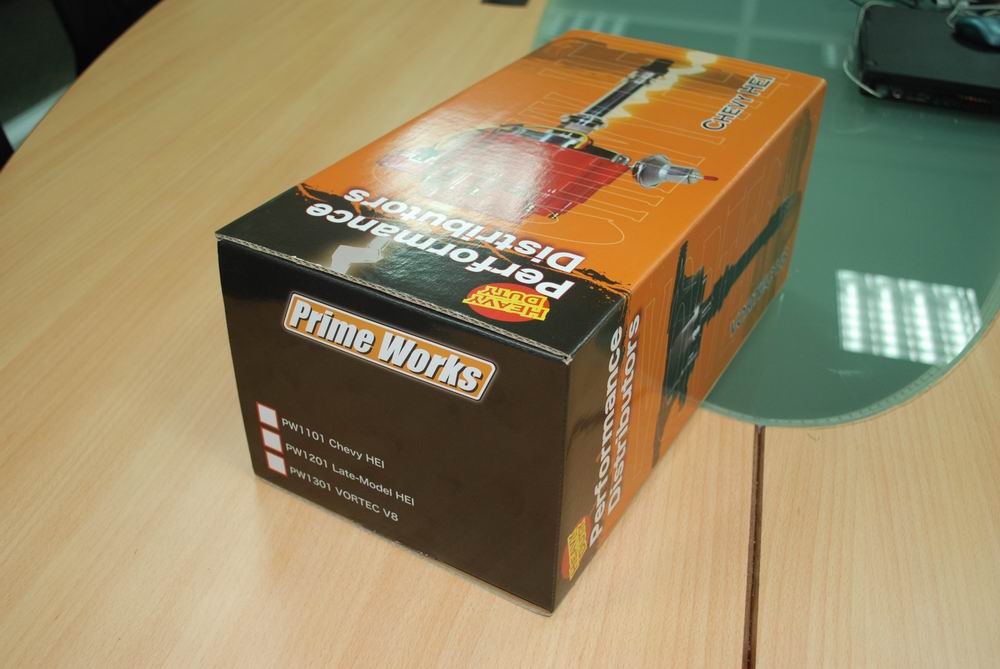 CHEVY HEI
Performance
Distributors
HEAVY
DUTY
Prime Works
PW1101 Chevy HEI
PW1201 Late-Model HEI
PW1301 VORTEC V8
Performance
Distributors